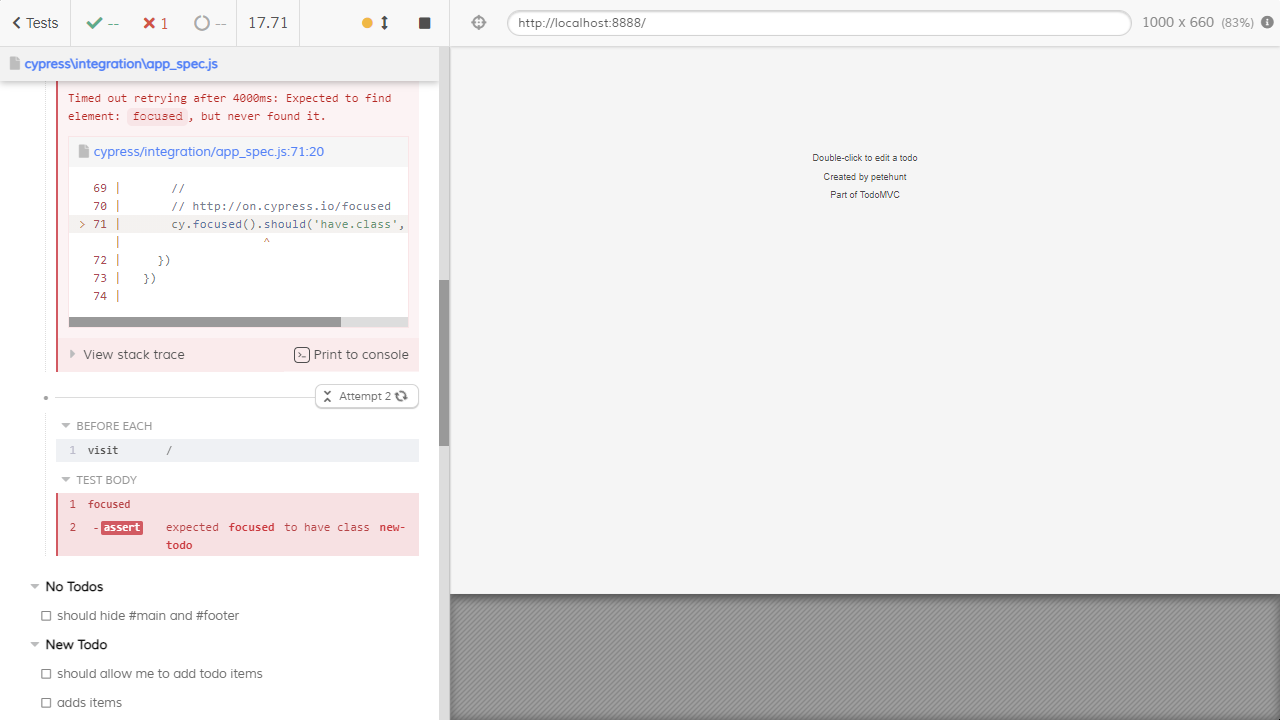 Tests
--
1
--
17.71
http://localhost:8888/
1000 x 660 (83%)
cypress\integration\app_spec.js
Timed out retrying after 4000ms: Expected to find
element: focused, but never found it.
cypress/integration/app_spec.js:71:20
69 | //
70 | // http://on.cypress.io/focused
> 71 | cy.focused().should('have.class',
| ^
72 | })
73 | })
74 |
View stack trace
Print to console
Attempt 2
BEFORE EACH
1 visit /
TEST BODY
1 focused
2 -assert expected focused to have class new-
todo
No Todos
should hide #main and #footer
New Todo
should allow me to add todo items
adds items
Double-click to edit a todo
Created by petehunt
Part of TodoMVC